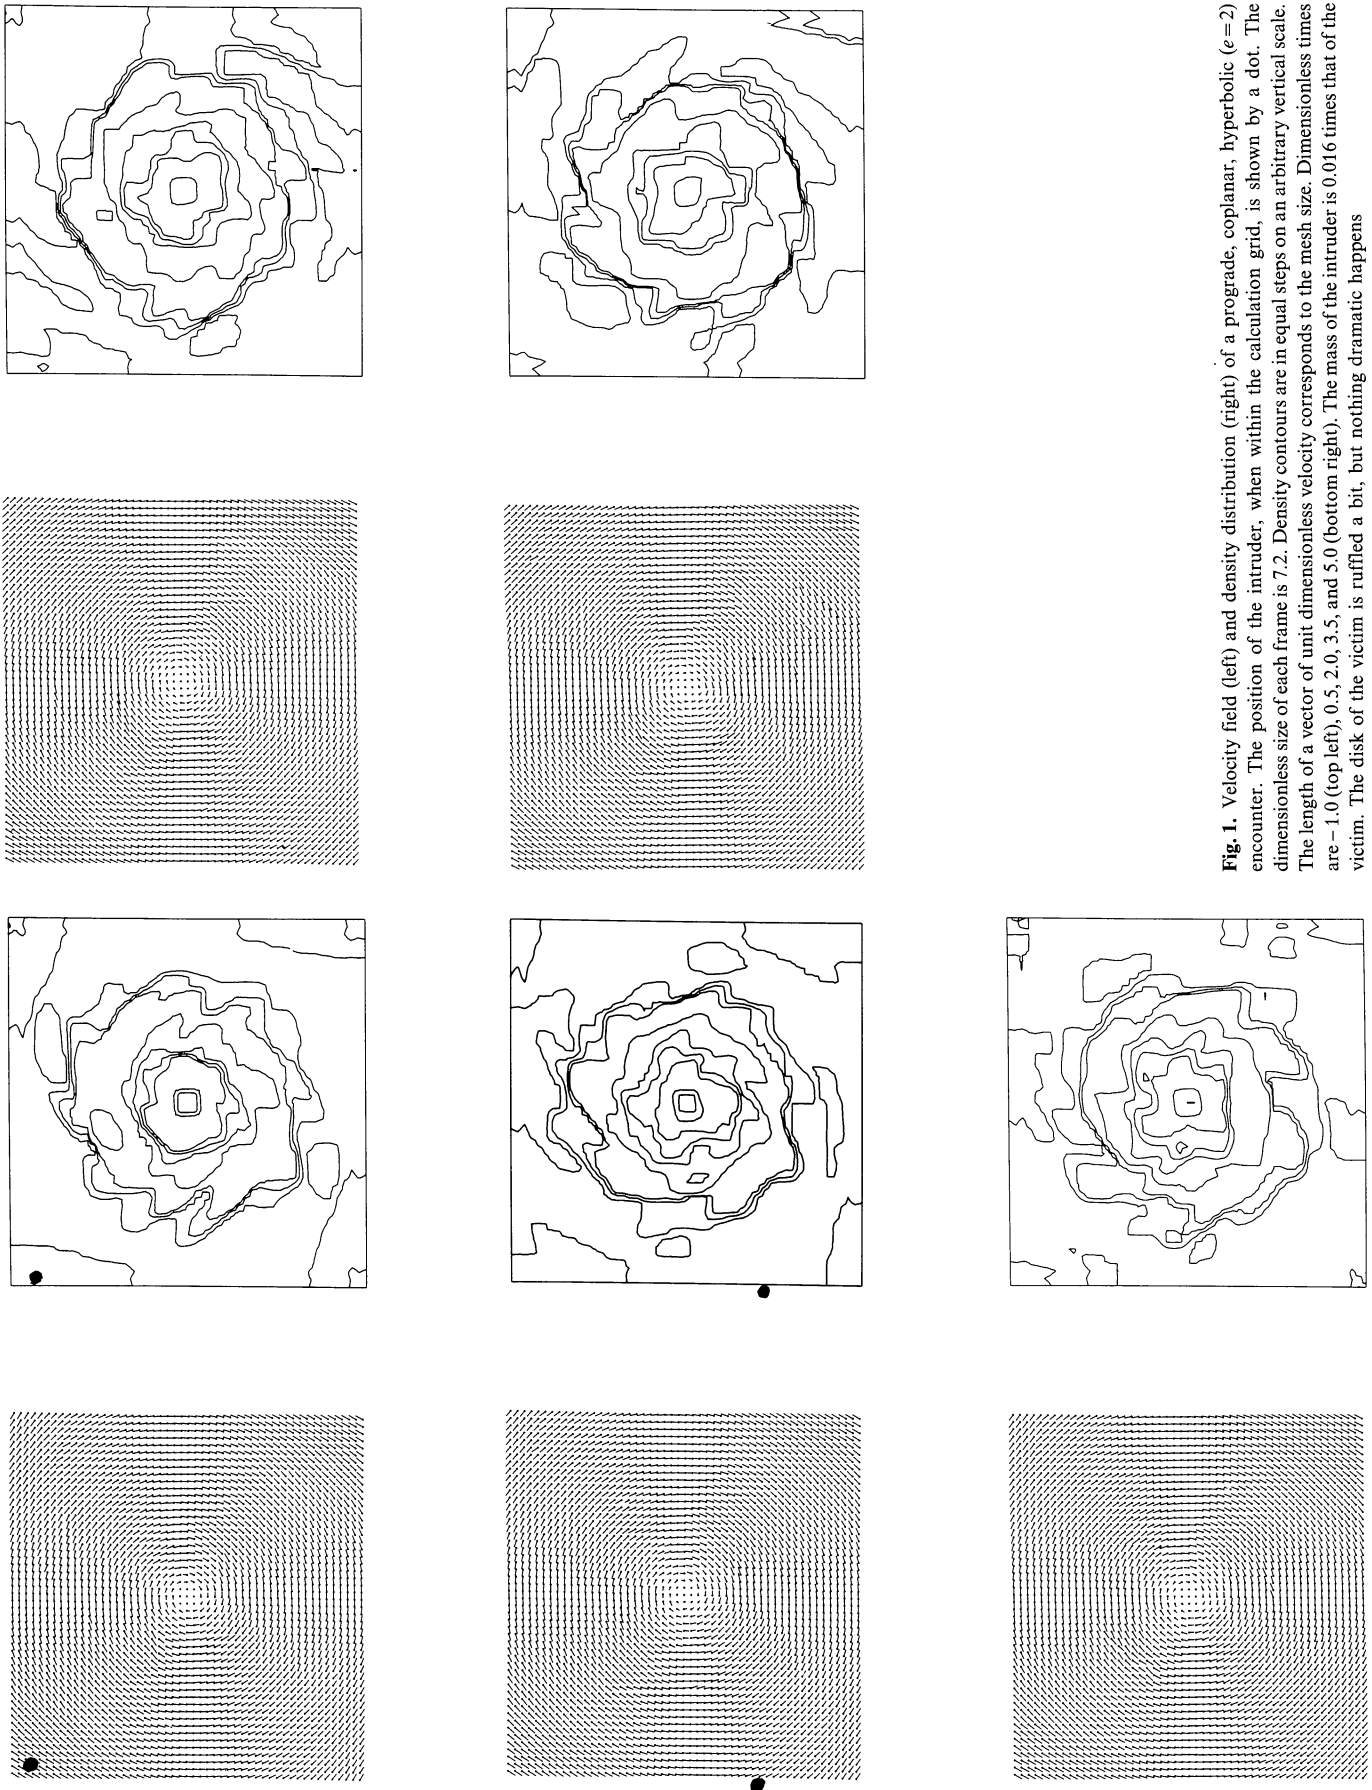 Fig. 1. Velocity field (left) and density distribution (right) of a prograde, coplanar, hyperbolic (e=2)
encounter. The position of the intruder, when within the calculation grid, is shown by a dot. The
dimensionless size of each frame is 7.2. Density contours are in equal steps on an arbitrary vertical scale.
The length of a vector of unit dimensionless velocity corresponds to the mesh size. Dimensionless times
are −1.0 (top left), 0.5, 2.0, 3.5, and 5.0 (bottom right). The mass of the intruder is 0.016 times that of the
victim. The disk of the victim is ruffled a bit, but nothing dramatic happens